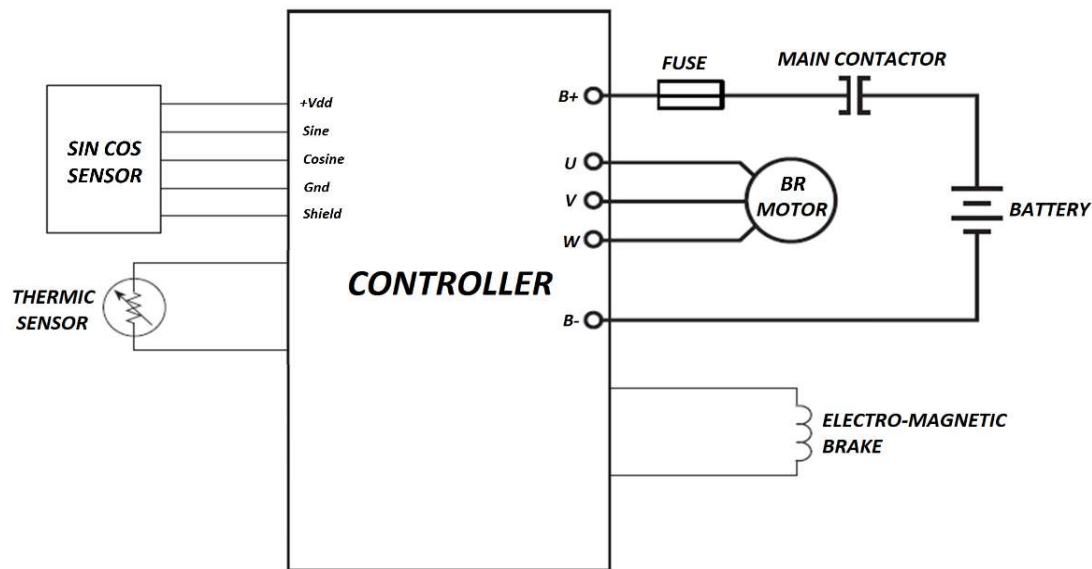 SIN COS
SENSOR
+Vdd
Sine
Cosine
Gnd
Shield
THERMIC
SENSOR
CONTROLLER
B+
U
V
W
B-
FUSE
MAIN CONTACTOR
BR
MOTOR
BATTERY
ELECTRO-MAGNETIC
BRAKE